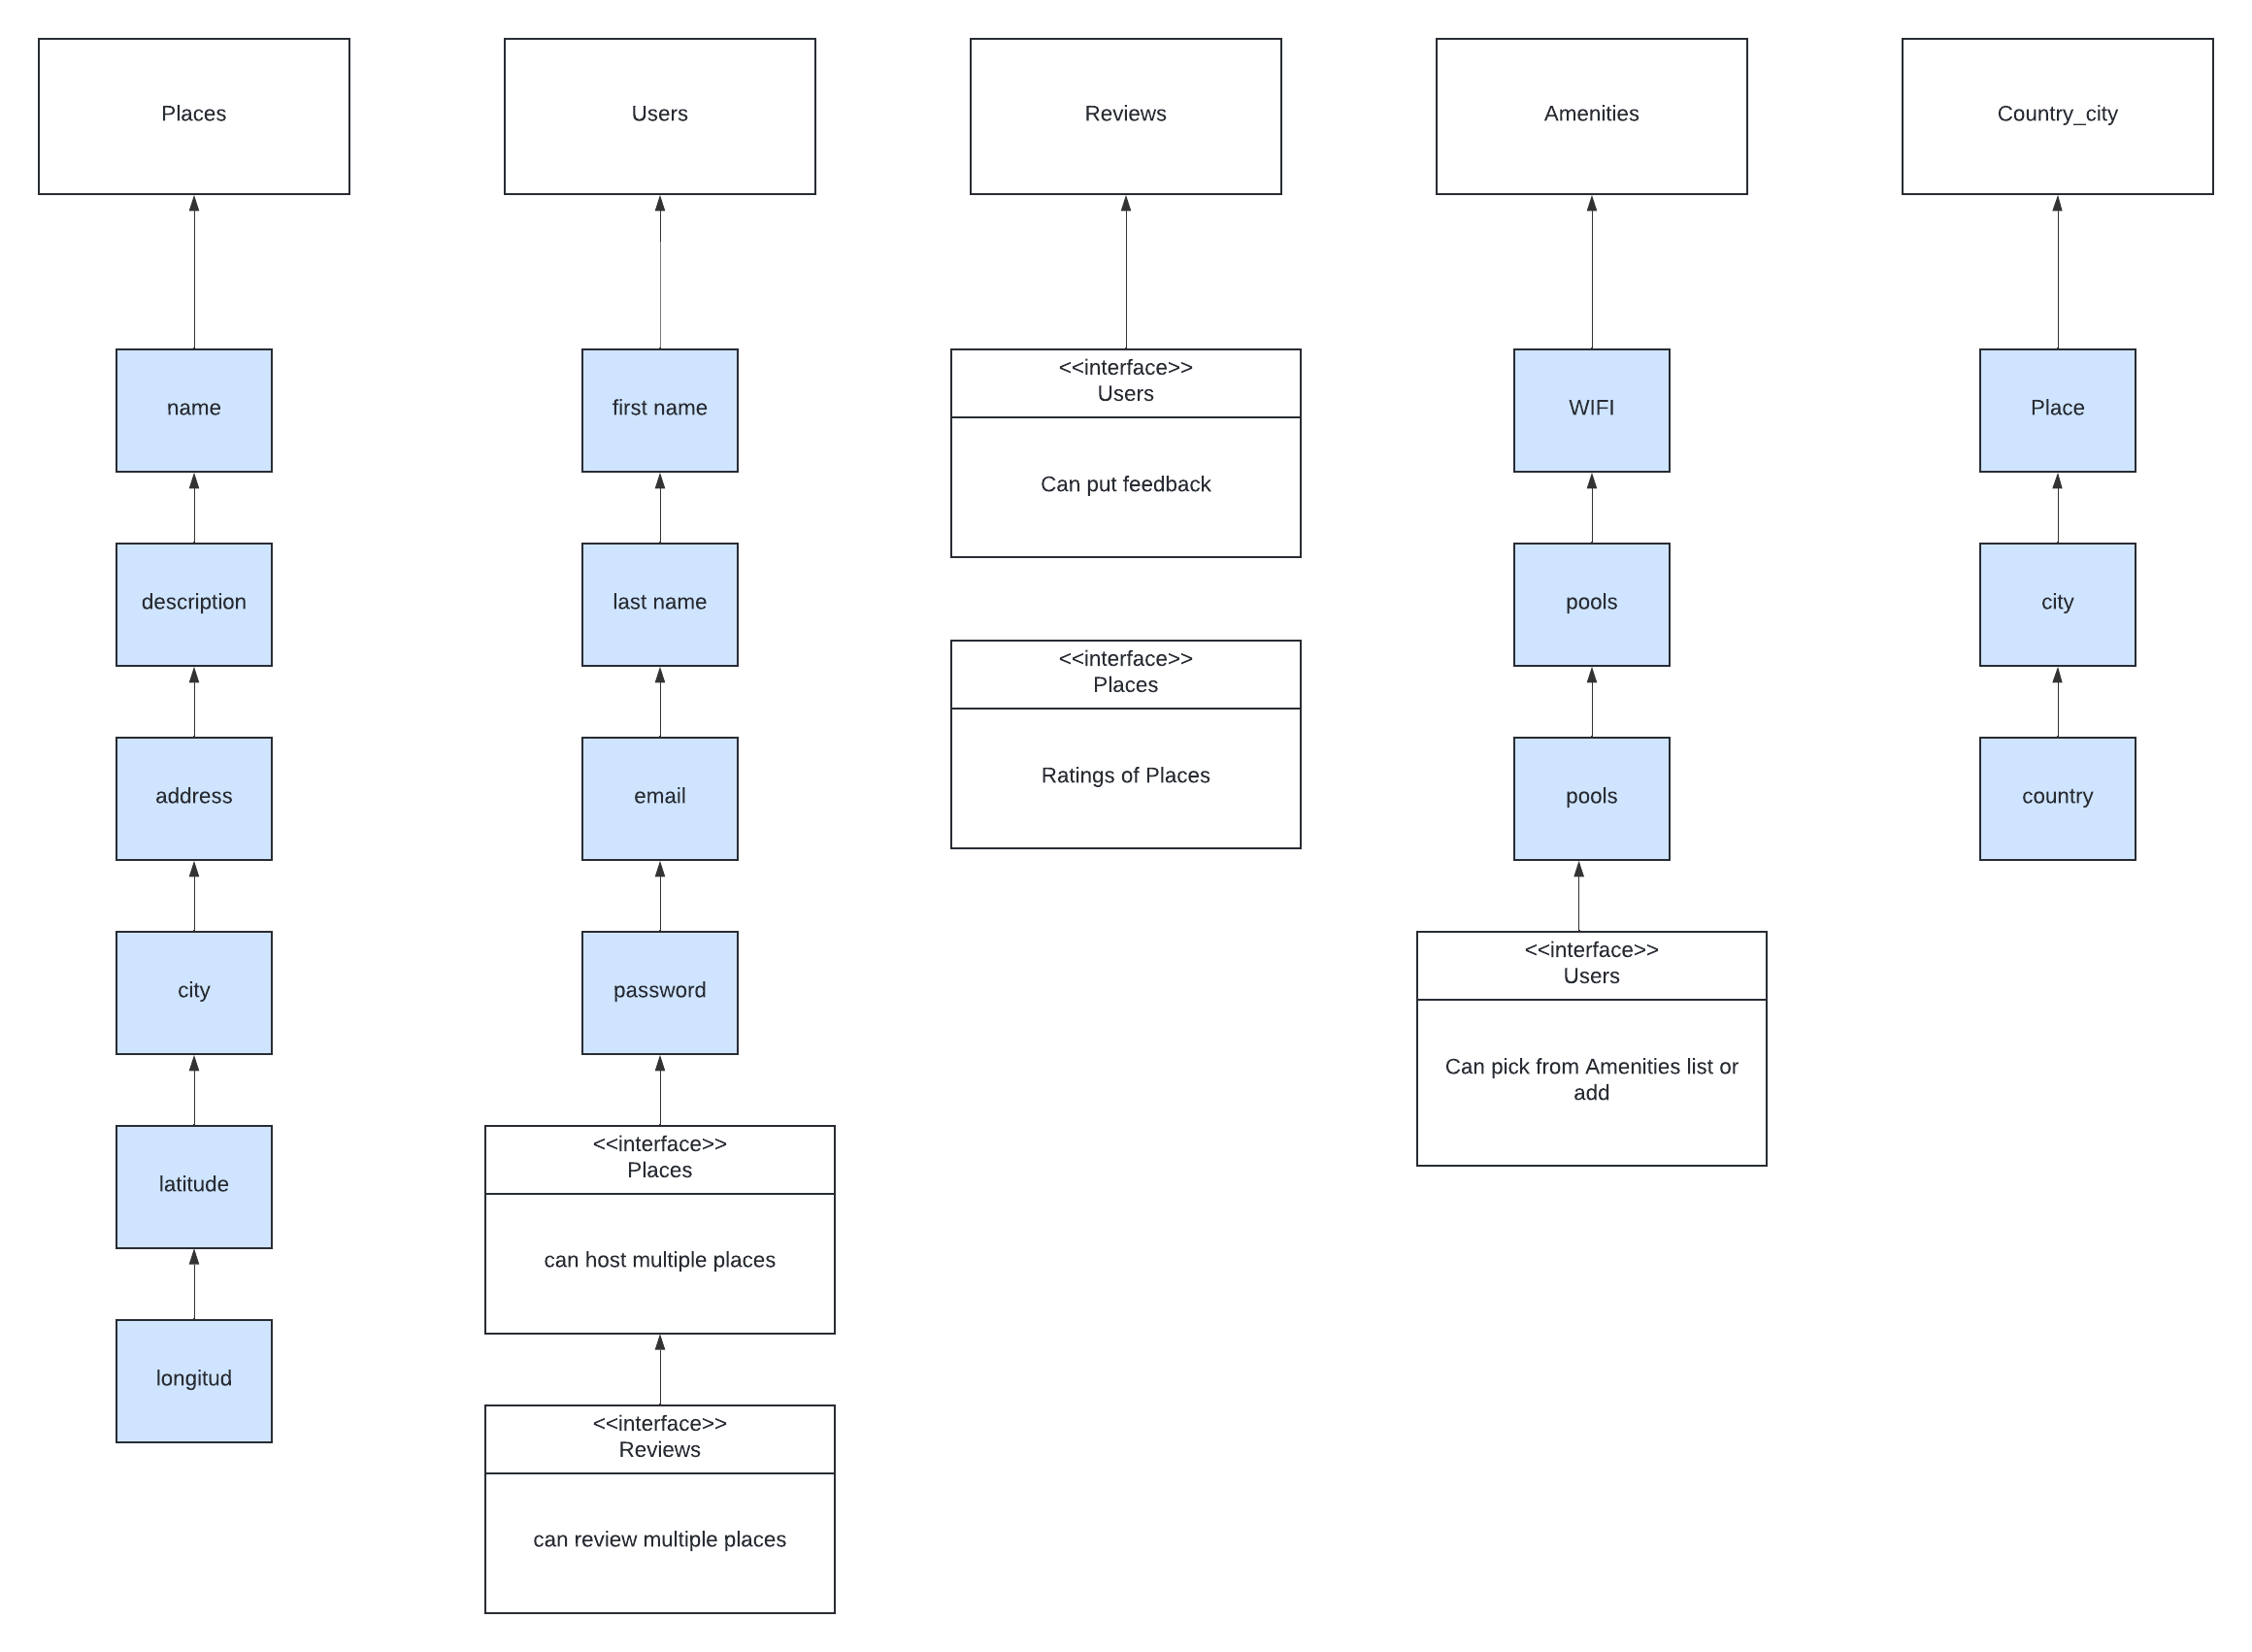 Places
name
description
address
city
latitude
longitud
Users
first name
last name
email
password
<<interface>>
Places
can host multiple places
<<interface>>
Reviews
can review multiple places
Reviews
<<interface>>
Users
Can put feedback
<<interface>>
Places
Ratings of Places
Amenities
WIFI
pools
pools
<<interface>>
Users
Can pick from Amenities list or
add
Country_city
Place
city
country